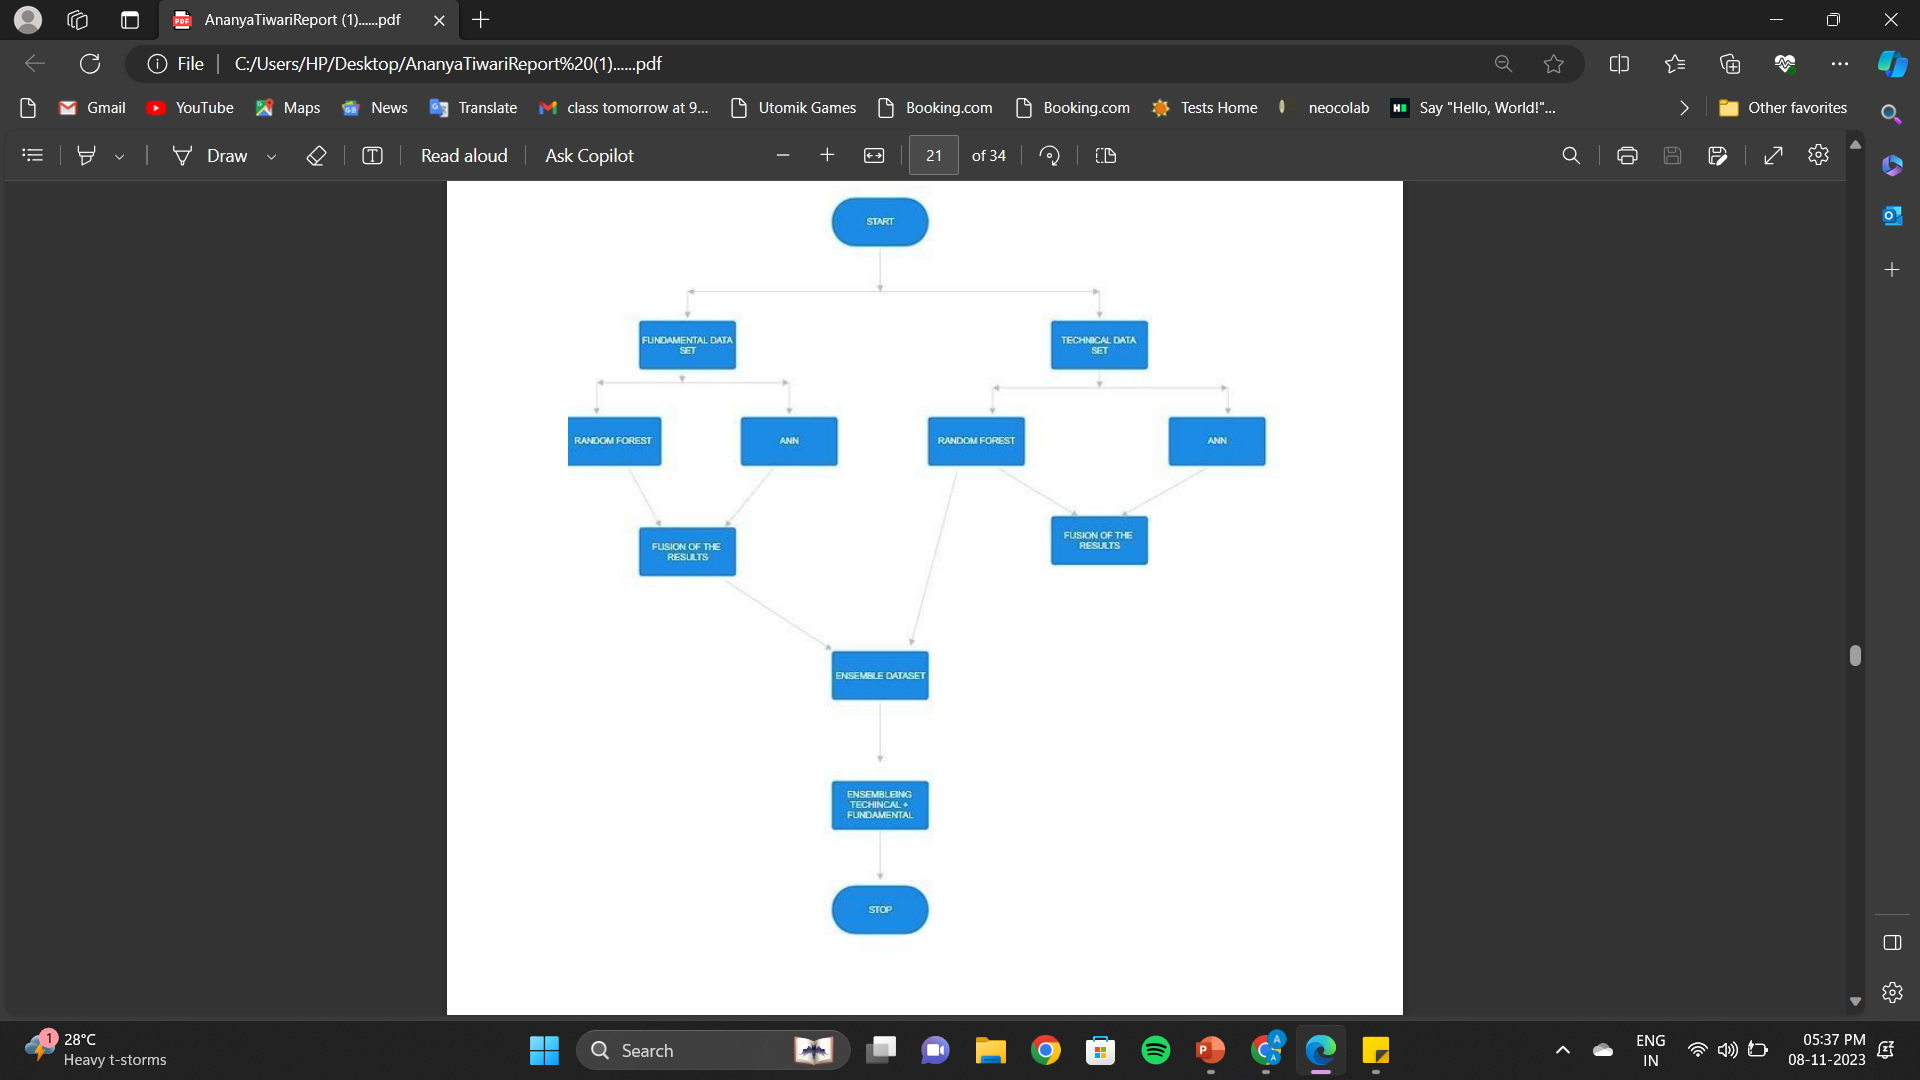 AnanyaTiwariReport (1)......pdf
File
C:/Users/HP/Desktop/AnanyaTiwariReport%20(1)......pdf
Gmail
YouTube
Maps
News
Translate
class tomorrow at 9...
Utomik Games
Booking.com
Booking.com
Tests Home
neocolab
Say "Hello, World!"...
Other favorites
Draw
Read aloud
Ask Copilot
21
of 34
START
FUNDAMENTAL DATA
SET
TECHNICAL DATA
SET
RANDOM FOREST
ANN
RANDOM FOREST
ANN
FUSION OF THE
RESULTS
FUSION OF THE
RESULTS
ENSEMBLE DATASET
ENSEMBLEING
TECHINCAL +
FUNDAMENTAL
STOP
1
28°C
Heavy t-storms
Search
ENG
IN
05:37 PM
08-11-2023